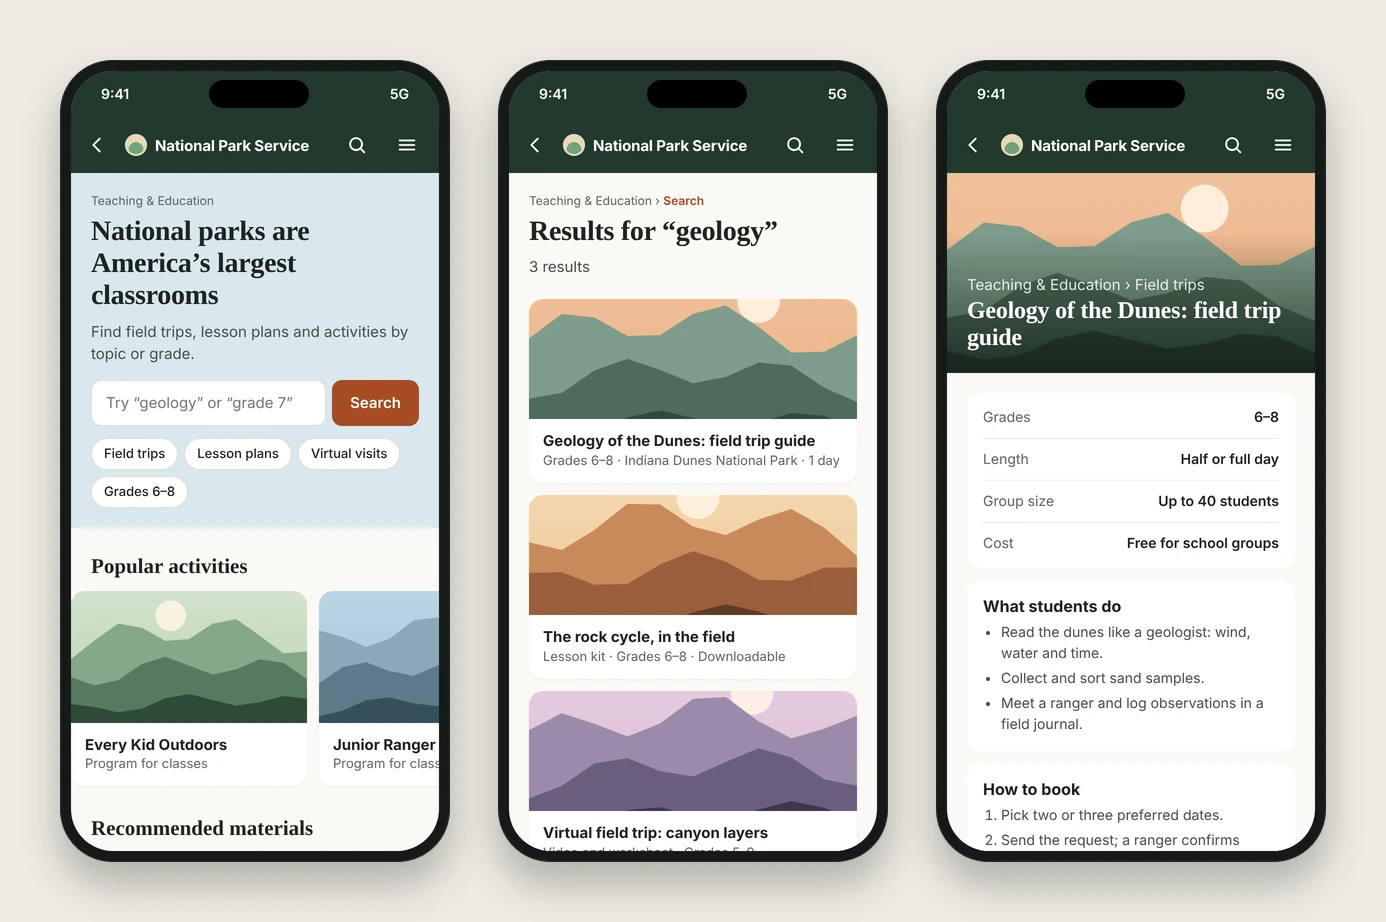 9:41
5G
National Park Service
Teaching & Education
National parks are
America’s largest
classrooms
Find field trips, lesson plans and activities by
topic or grade.
Try “geology” or “grade 7”
Search
Field trips
Lesson plans
Virtual visits
Grades 6–8
Popular activities
Every Kid Outdoors
Program for classes
Junior Ranger
Program for class
Recommended materials
9:41
5G
National Park Service
Teaching & Education › Search
Results for “geology”
3 results
Geology of the Dunes: field trip guide
Grades 6–8 · Indiana Dunes National Park · 1 day
The rock cycle, in the field
Lesson kit · Grades 6–8 · Downloadable
Virtual field trip: canyon layers
9:41
5G
National Park Service
Teaching & Education › Field trips
Geology of the Dunes: field trip
guide
Grades 6–8
Length Half or full day
Group size Up to 40 students
Cost Free for school groups
What students do
• Read the dunes like a geologist: wind,
water and time.
• Collect and sort sand samples.
• Meet a ranger and log observations in a
field journal.
How to book
1. Pick two or three preferred dates.
2. Send the request; a ranger confirms